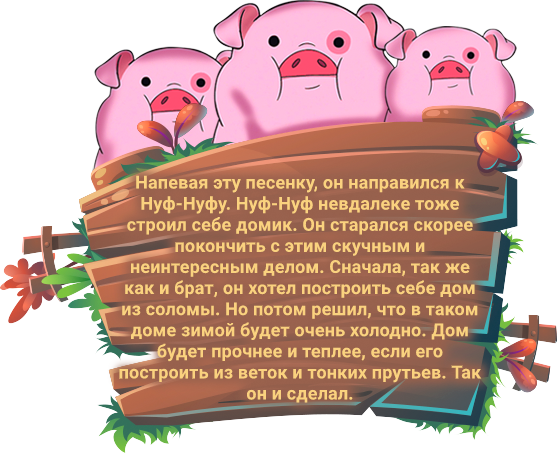 Напевая эту песенку, он направился к
Нуф-Нуфу. Нуф-Нуф невдалеке тоже
строил себе домик. Он старался скорее
покончить с этим скучным и
неинтересным делом. Сначала, так же
как и брат, он хотел построить себе дом
из соломы. Но потом решил, что в таком
доме зимой будет очень холодно. Дом
будет прочнее и теплее, если его
построить из веток и тонких прутьев. Так
он и сделал.